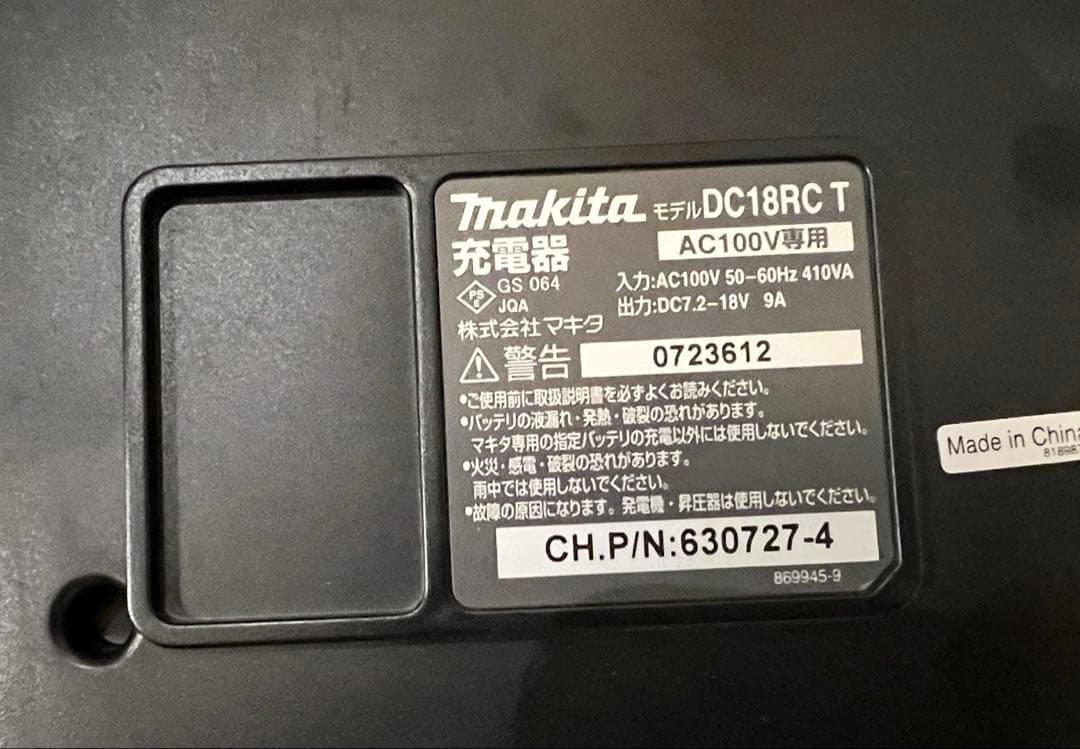 makita モデルDC18RC T
充電器 AC100V専用
PS E GS 064 入力:AC100V 50-60Hz 410VA
JQA 出力:DC7.2-18V 9A
株式会社マキタ
警告 0723612
•ご使用前に取扱説明書を必ずよくお読みください。
•バッテリの液漏れ・発熱・破裂の恐れがあります。
マキタ専用の指定バッテリの充電以外には使用しないでください。
•火災・感電・破裂の恐れがあります。
雨中では使用しないでください。
•故障の原因になります。発電機・昇圧器は使用しないでください。
CH.P/N:630727-4
869945-9
Made in China